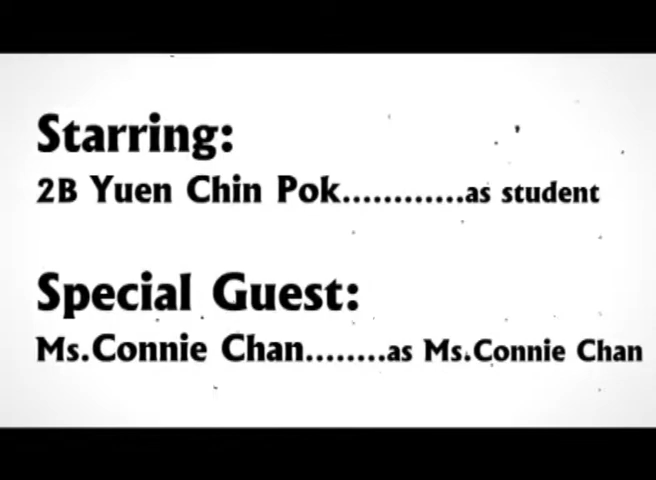 Starring:
2B Yuen Chin Pok............as student
Special Guest:
Ms.Connie Chan........as Ms.Connie Chan